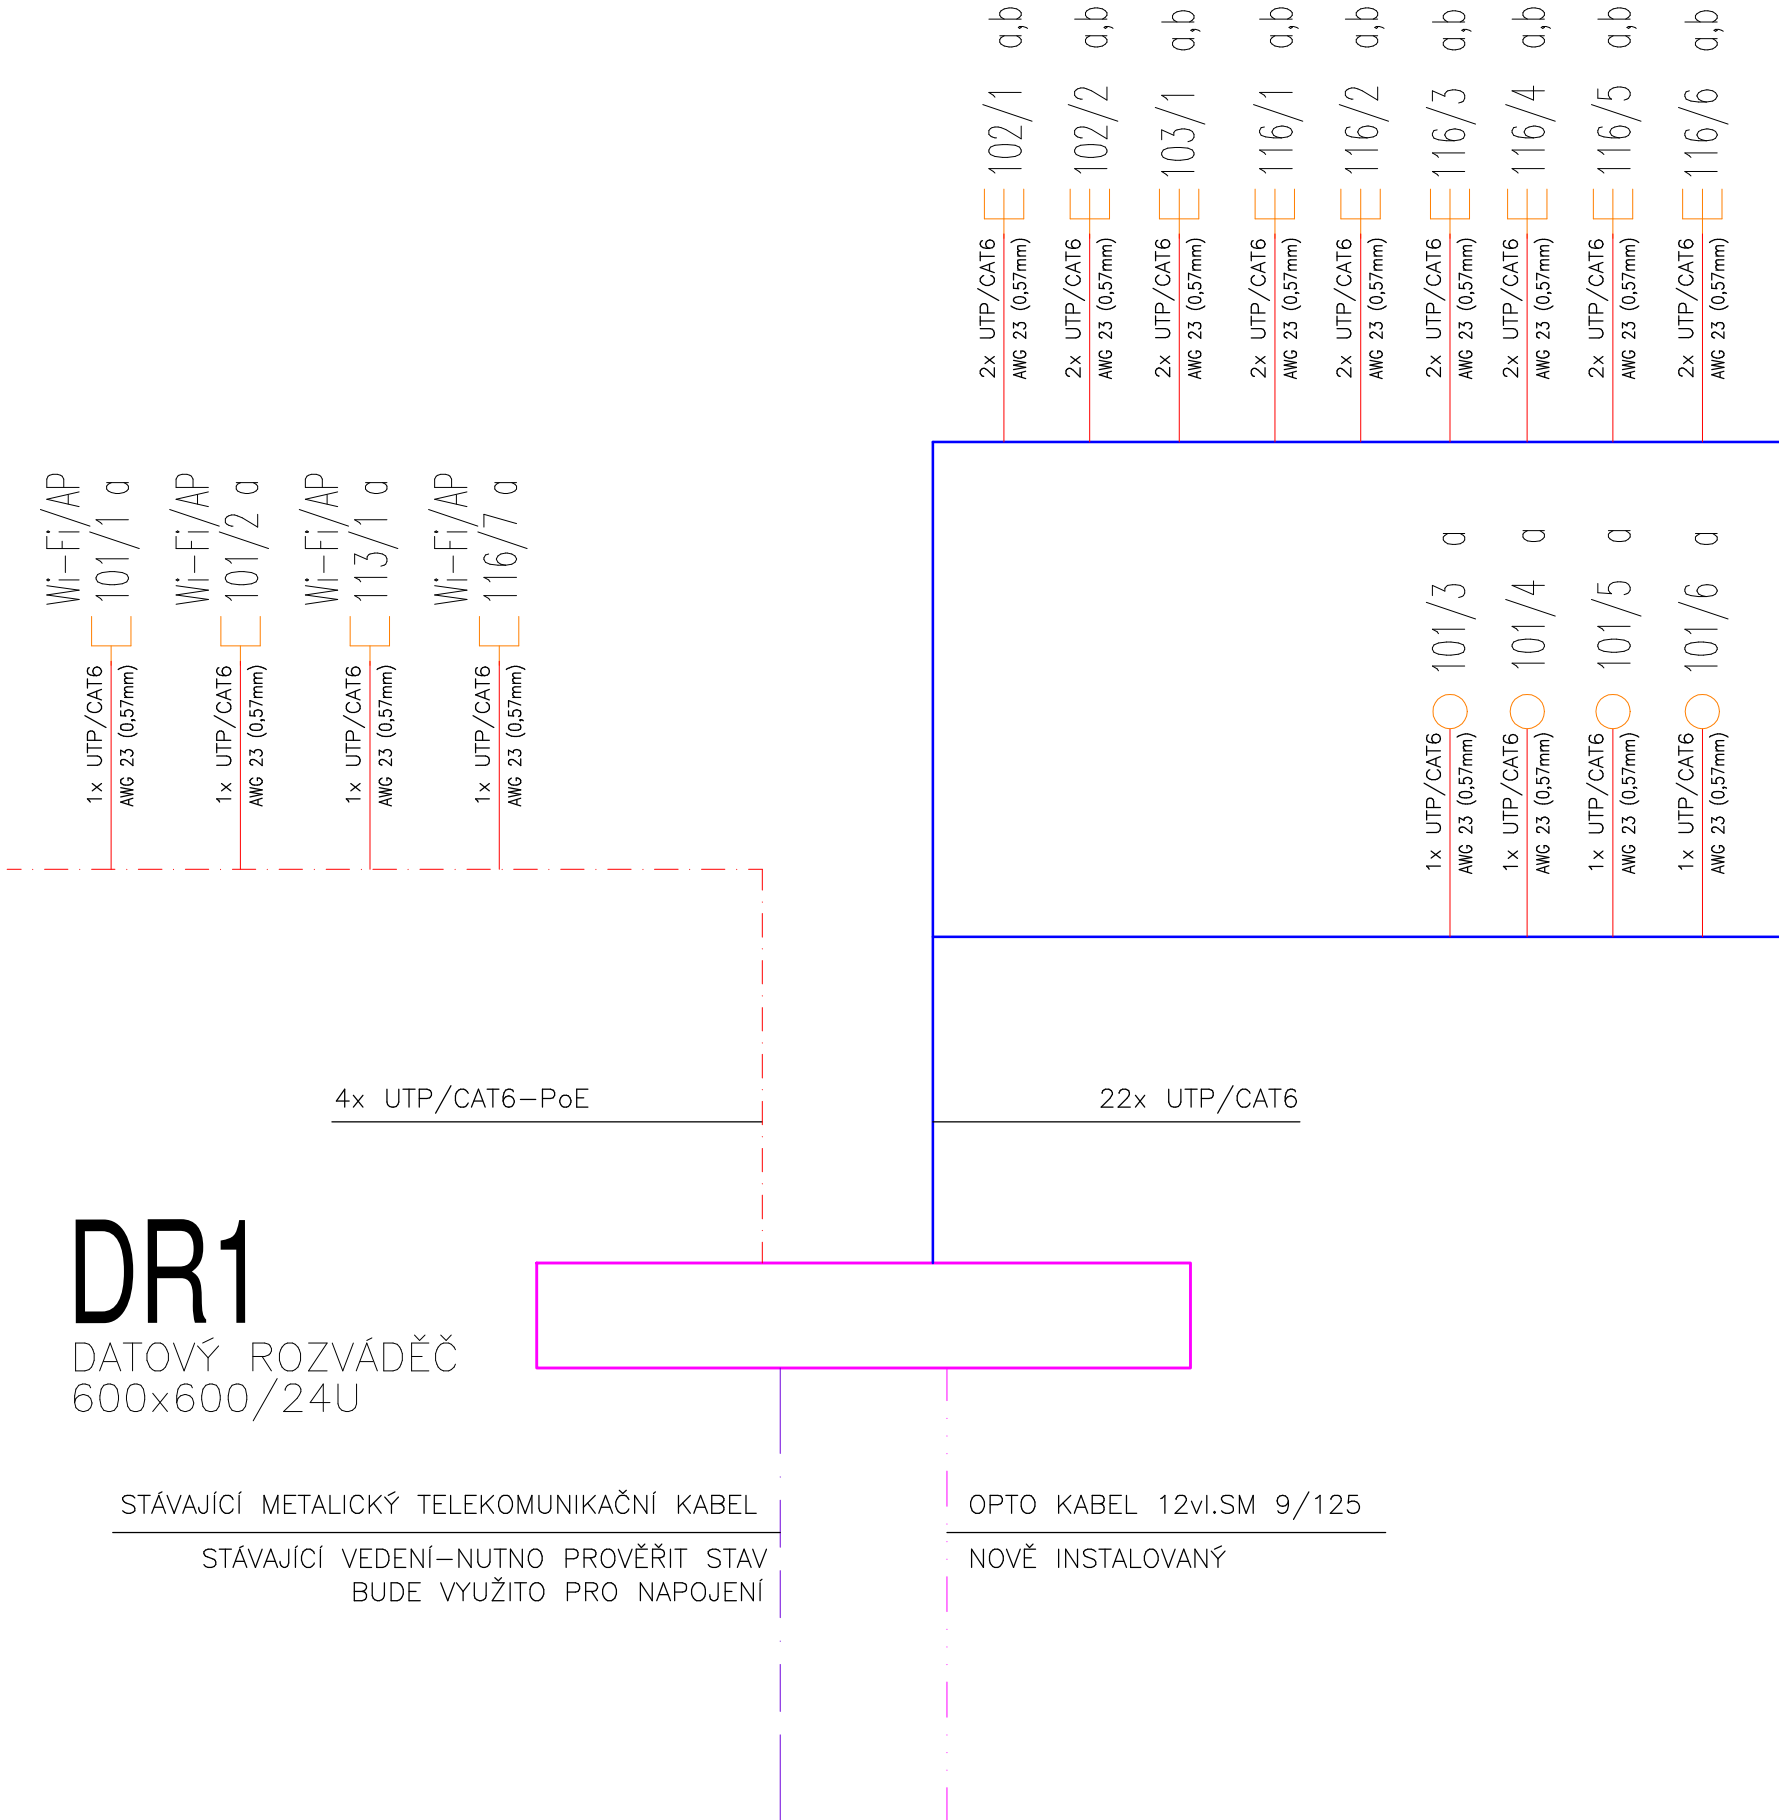 102/1 a,b
102/2 a,b
103/1 a,b
116/1 a,b
116/2 a,b
116/3 a,b
116/4 a,b
116/5 a,b
116/6 a,b
2x UTP/CAT6
AWG 23 (0,57mm)
2x UTP/CAT6
AWG 23 (0,57mm)
2x UTP/CAT6
AWG 23 (0,57mm)
2x UTP/CAT6
AWG 23 (0,57mm)
2x UTP/CAT6
AWG 23 (0,57mm)
2x UTP/CAT6
AWG 23 (0,57mm)
2x UTP/CAT6
AWG 23 (0,57mm)
2x UTP/CAT6
AWG 23 (0,57mm)
2x UTP/CAT6
AWG 23 (0,57mm)
Wi-Fi/AP
101/1 a
Wi-Fi/AP
101/2 a
Wi-Fi/AP
113/1 a
Wi-Fi/AP
116/7 a
1x UTP/CAT6
AWG 23 (0,57mm)
1x UTP/CAT6
AWG 23 (0,57mm)
1x UTP/CAT6
AWG 23 (0,57mm)
1x UTP/CAT6
AWG 23 (0,57mm)
101/3 a
101/4 a
101/5 a
101/6 a
1x UTP/CAT6
AWG 23 (0,57mm)
1x UTP/CAT6
AWG 23 (0,57mm)
1x UTP/CAT6
AWG 23 (0,57mm)
1x UTP/CAT6
AWG 23 (0,57mm)
4x UTP/CAT6-PoE
22x UTP/CAT6
DR1
DATOVÝ ROZVÁDĚČ
600x600/24U
STÁVAJÍCÍ METALICKÝ TELEKOMUNIKAČNÍ KABEL
STÁVAJÍCÍ VEDENÍ-NUTNO PROVĚŘIT STAV
BUDE VYUŽITO PRO NAPOJENÍ
OPTO KABEL 12vl.SM 9/125
NOVĚ INSTALOVANÝ